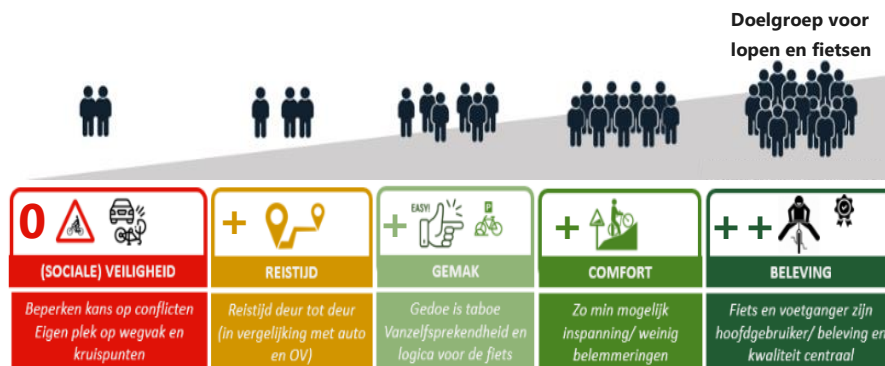 Doelgroep voor
lopen en fietsen
0
+
EASY!
P
+
+
++
(SOCIALE) VEILIGHEID
REISTIJD
GEMAK
COMFORT
BELEVING
Beperken kans op conflicten
Eigen plek op wegvak en
kruispunten
Reistijd deur tot deur
(in vergelijking met auto
en OV)
Gedoe is taboe
Vanzelfsprekendheid en
logica voor de fiets
Zo min mogelijk
inspanning/ weinig
belemmeringen
Fiets en voetganger zijn
hoofdgebruiker/ beleving en
kwaliteit centraal